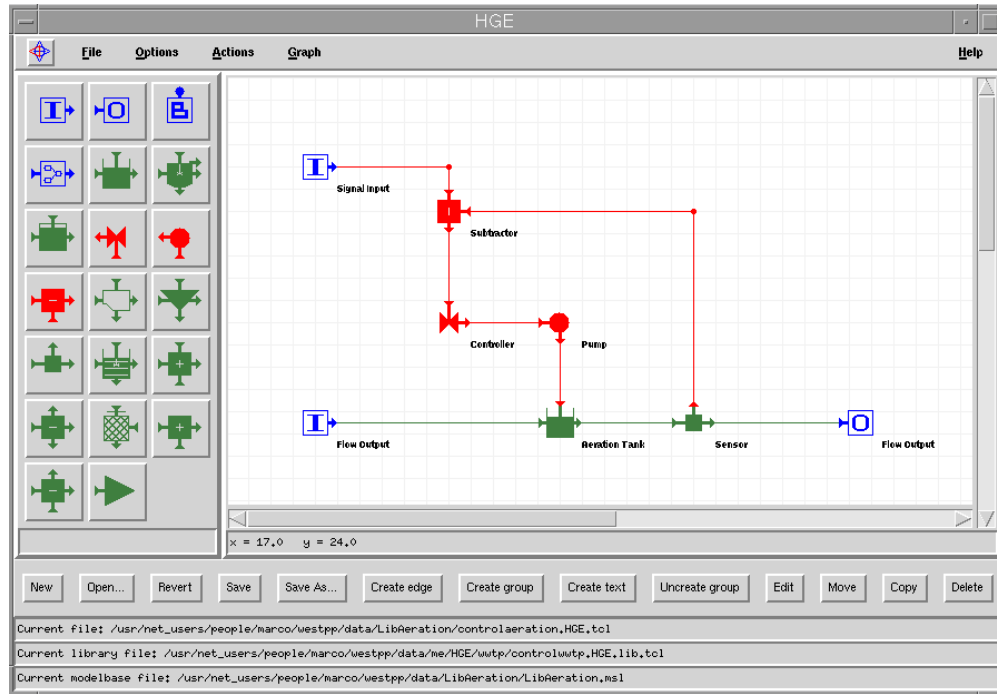 HGE
File Options Actions Graph Help
I O B
I
Signal Input
Subtractor
Controller Pump
I O
Flow Output Aeration Tank Sensor Flow Output
x = 17.0 y = 24.0
New Open... Revert Save Save As... Create edge Create group Create text Uncreate group Edit Move Copy Delete
Current file: /usr/net_users/people/marco/westpp/data/LibAeration/controlaeration.HGE.tcl
Current library file: /usr/net_users/people/marco/westpp/data/me/HGE/wwtp/controlwwtp.HGE.lib.tcl
Current modelbase file: /usr/net_users/people/marco/westpp/data/LibAeration/LibAeration.msl